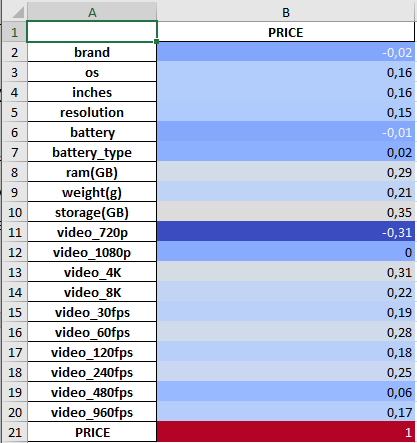 A B
1 PRICE
2 brand -0,02
3 os 0,16
4 inches 0,16
5 resolution 0,15
6 battery -0,01
7 battery_type 0,02
8 ram(GB) 0,29
9 weight(g) 0,21
10 storage(GB) 0,35
11 video_720p -0,31
12 video_1080p 0
13 video_4K 0,31
14 video_8K 0,22
15 video_30fps 0,19
16 video_60fps 0,28
17 video_120fps 0,18
18 video_240fps 0,25
19 video_480fps 0,06
20 video_960fps 0,17
21 PRICE 1